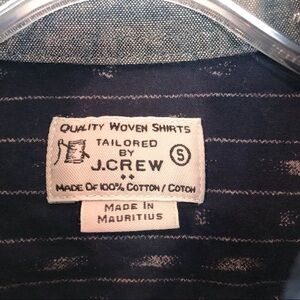 QUALITY WOVEN SHIRTS
TAILORED
BY
J.CREW S
MADE OF 100% COTTON / COTON
MADE IN
MAURITIUS